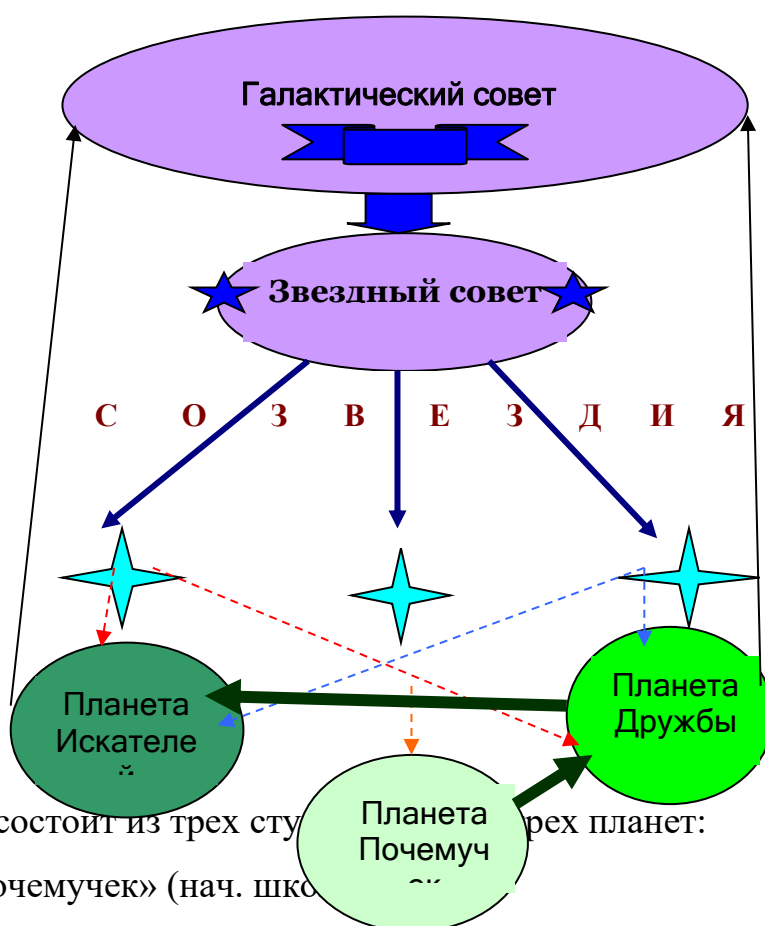 Галактический совет
Звездный совет
С О З В Е З Д И Я
Планета
Искателе
й
Планета
Дружбы
Планета
Почемуч
ек
состоит из трех сту рех планет:
очемучек» (нач. шко